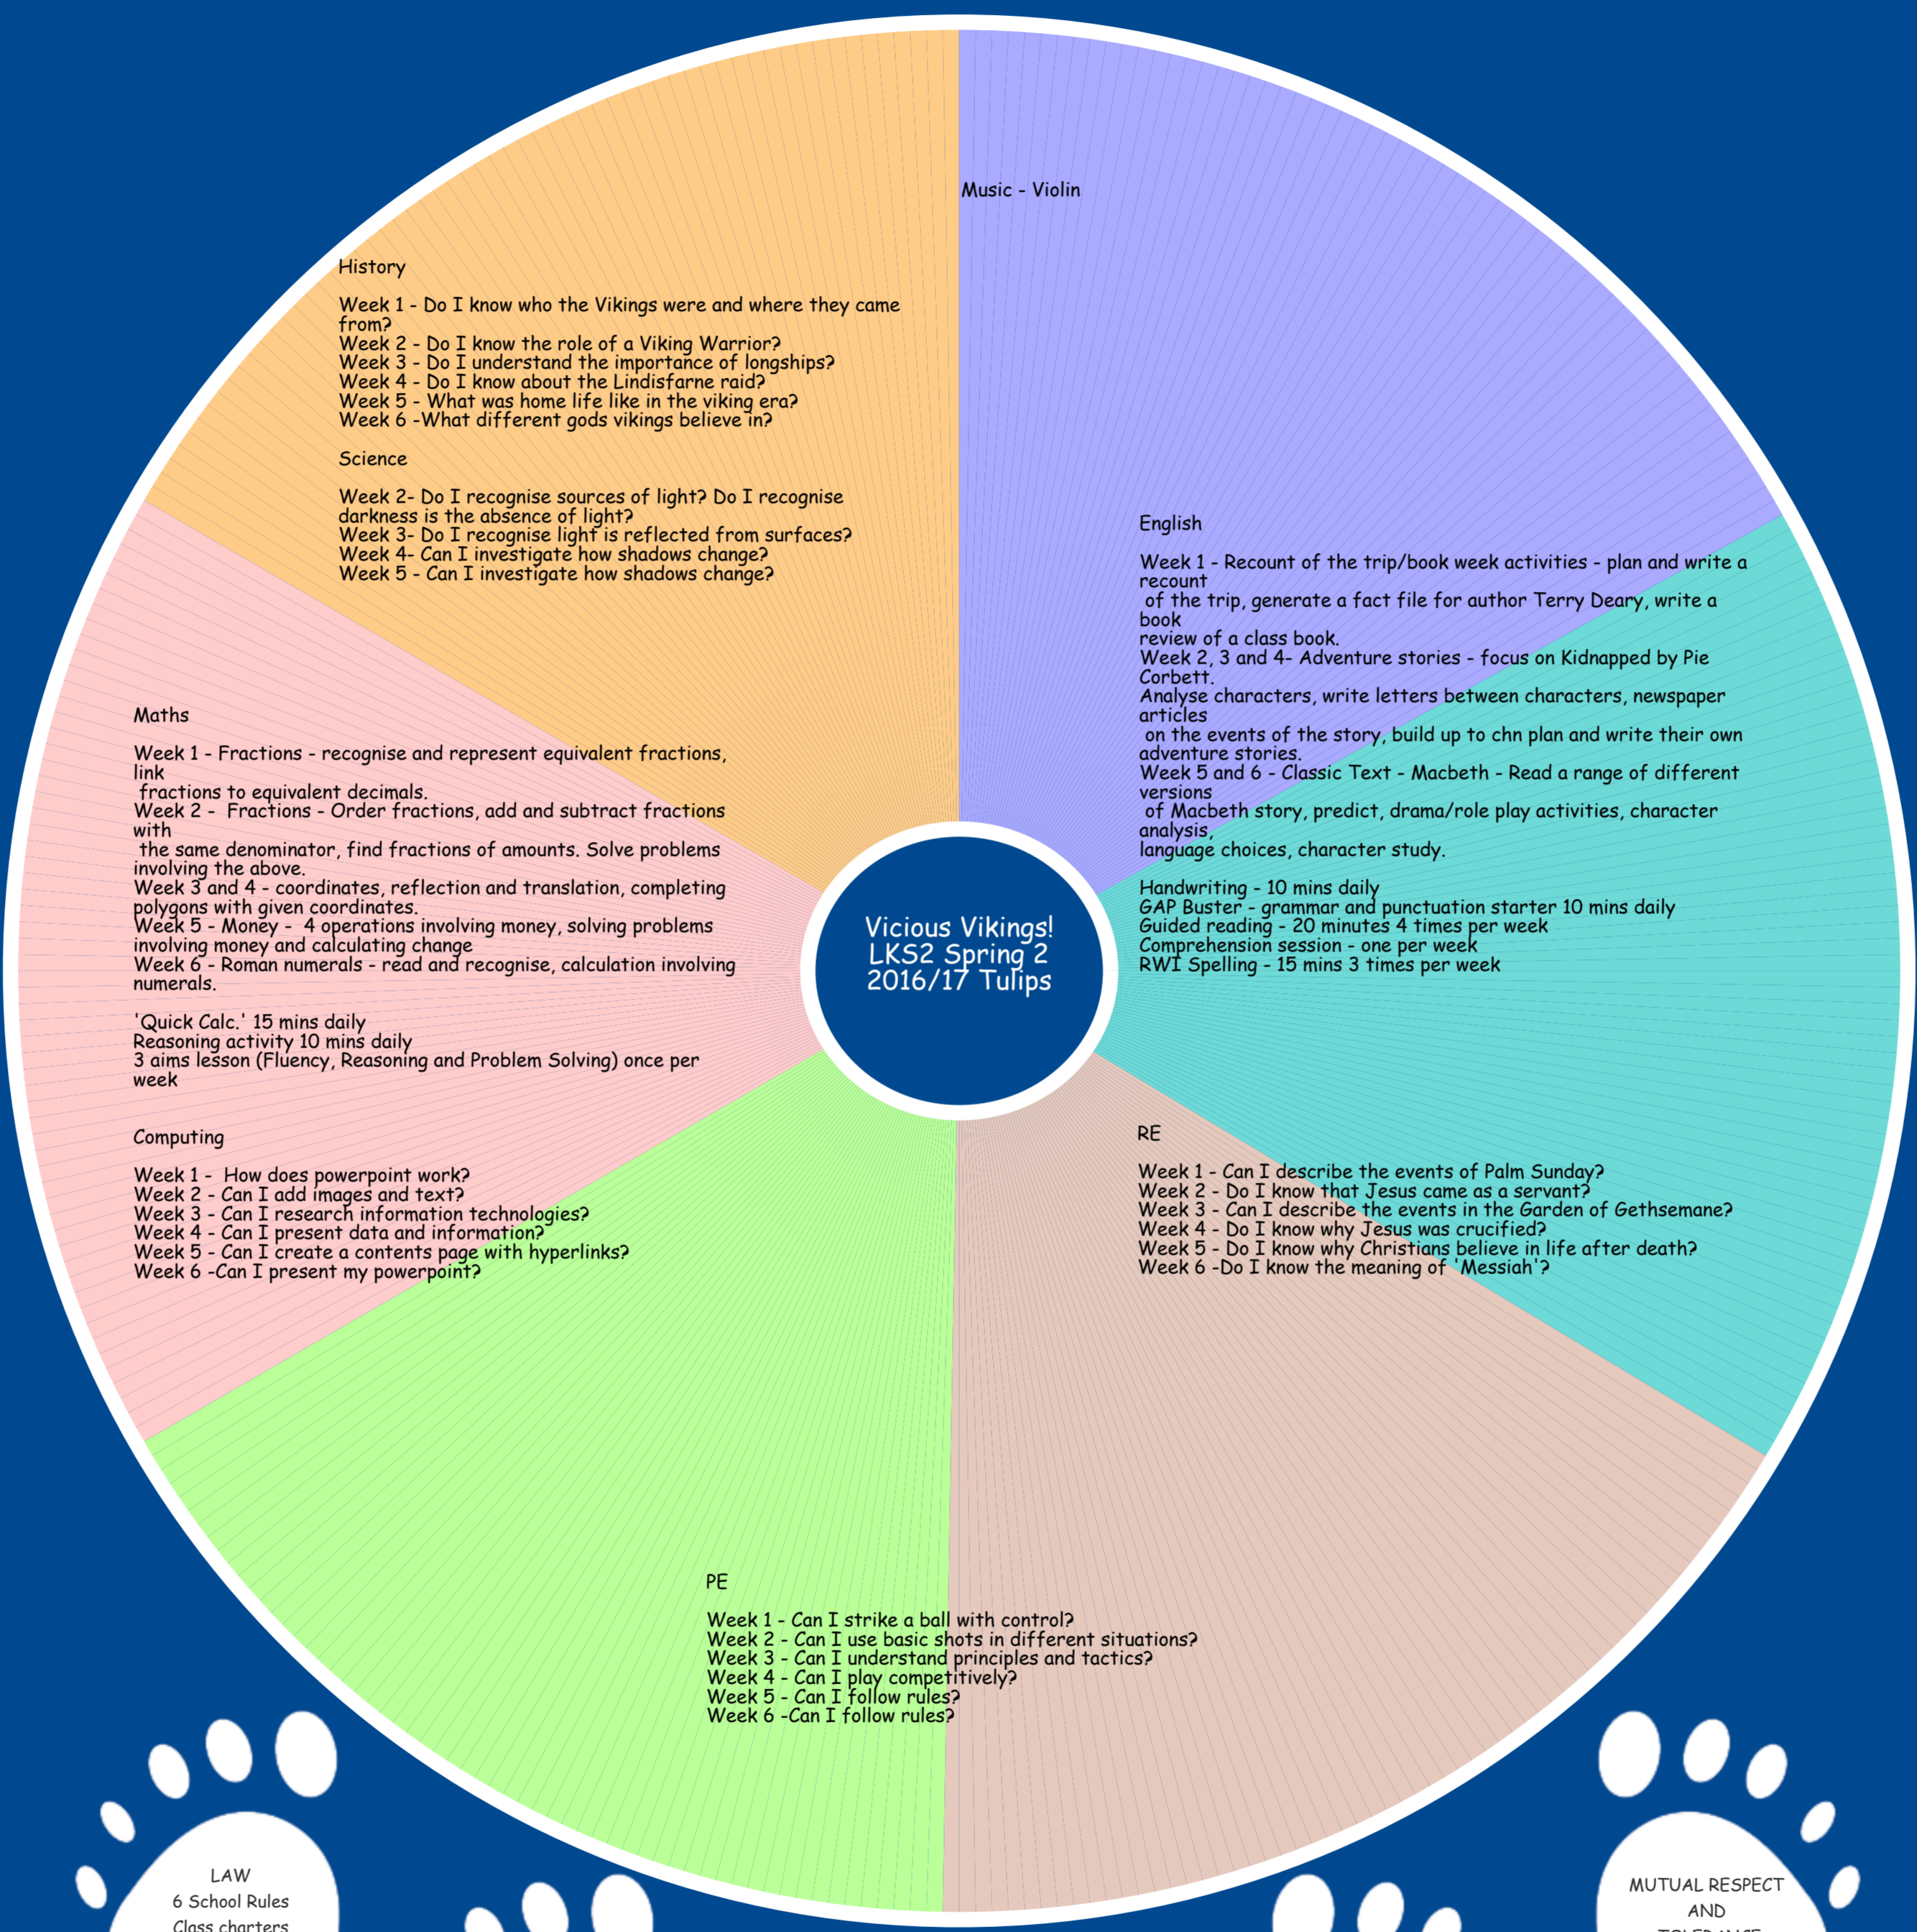 Music - Violin
History
Week 1 - Do I know who the Vikings were and where they came
from?
Week 2 - Do I know the role of a Viking Warrior?
Week 3 - Do I understand the importance of longships?
Week 4 - Do I know about the Lindisfarne raid?
Week 5 - What was home life like in the viking era?
Week 6 -What different gods vikings believe in?
Science
Week 2- Do I recognise sources of light? Do I recognise
darkness is the absence of light?
Week 3- Do I recognise light is reflected from surfaces?
Week 4- Can I investigate how shadows change?
Week 5 - Can I investigate how shadows change?
English
Week 1 - Recount of the trip/book week activities - plan and write a
recount
of the trip, generate a fact file for author Terry Deary, write a
book
review of a class book.
Week 2, 3 and 4- Adventure stories - focus on Kidnapped by Pie
Corbett.
Analyse characters, write letters between characters, newspaper
articles
on the events of the story, build up to chn plan and write their own
adventure stories.
Week 5 and 6 - Classic Text - Macbeth - Read a range of different
versions
of Macbeth story, predict, drama/role play activities, character
analysis,
language choices, character study.
Handwriting - 10 mins daily
GAP Buster - grammar and punctuation starter 10 mins daily
Guided reading - 20 minutes 4 times per week
Comprehension session - one per week
RWI Spelling - 15 mins 3 times per week
Maths
Week 1 - Fractions - recognise and represent equivalent fractions,
link
fractions to equivalent decimals.
Week 2 -  Fractions - Order fractions, add and subtract fractions
with
the same denominator, find fractions of amounts. Solve problems
involving the above.
Week 3 and 4 - coordinates, reflection and translation, completing
polygons with given coordinates.
Week 5 - Money -  4 operations involving money, solving problems
involving money and calculating change
Week 6 - Roman numerals - read and recognise, calculation involving
numerals.
'Quick Calc.' 15 mins daily
Reasoning activity 10 mins daily
3 aims lesson (Fluency, Reasoning and Problem Solving) once per
week
Vicious Vikings!
LKS2 Spring 2
2016/17 Tulips
Computing
Week 1 -  How does powerpoint work?
Week 2 - Can I add images and text?
Week 3 - Can I research information technologies?
Week 4 - Can I present data and information?
Week 5 - Can I create a contents page with hyperlinks?
Week 6 -Can I present my powerpoint?
RE
Week 1 - Can I describe the events of Palm Sunday?
Week 2 - Do I know that Jesus came as a servant?
Week 3 - Can I describe the events in the Garden of Gethsemane?
Week 4 - Do I know why Jesus was crucified?
Week 5 - Do I know why Christians believe in life after death?
Week 6 -Do I know the meaning of 'Messiah'?
PE
Week 1 - Can I strike a ball with control?
Week 2 - Can I use basic shots in different situations?
Week 3 - Can I understand principles and tactics?
Week 4 - Can I play competitively?
Week 5 - Can I follow rules?
Week 6 -Can I follow rules?
LAW
6 School Rules
Class charters
MUTUAL RESPECT
AND
TOLERANCE